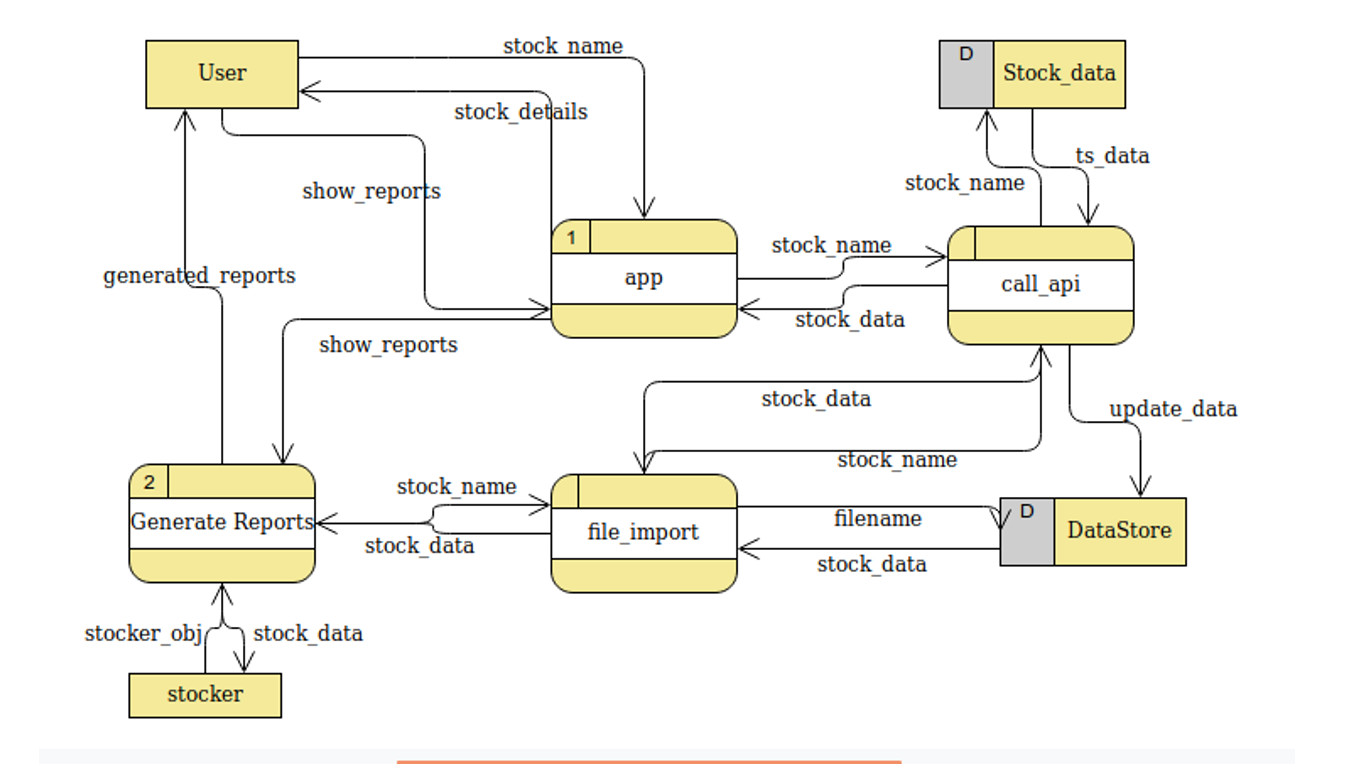 stock_name
User
D
Stock_data
stock_details
ts_data
stock_name
show_reports
1
stock_name
app
call_api
generated_reports
stock_data
show_reports
stock_data
update_data
stock_name
2
stock_name
D
filename
Generate Reports
file_import
DataStore
stock_data
stock_data
stocker_obj
stock_data
stocker